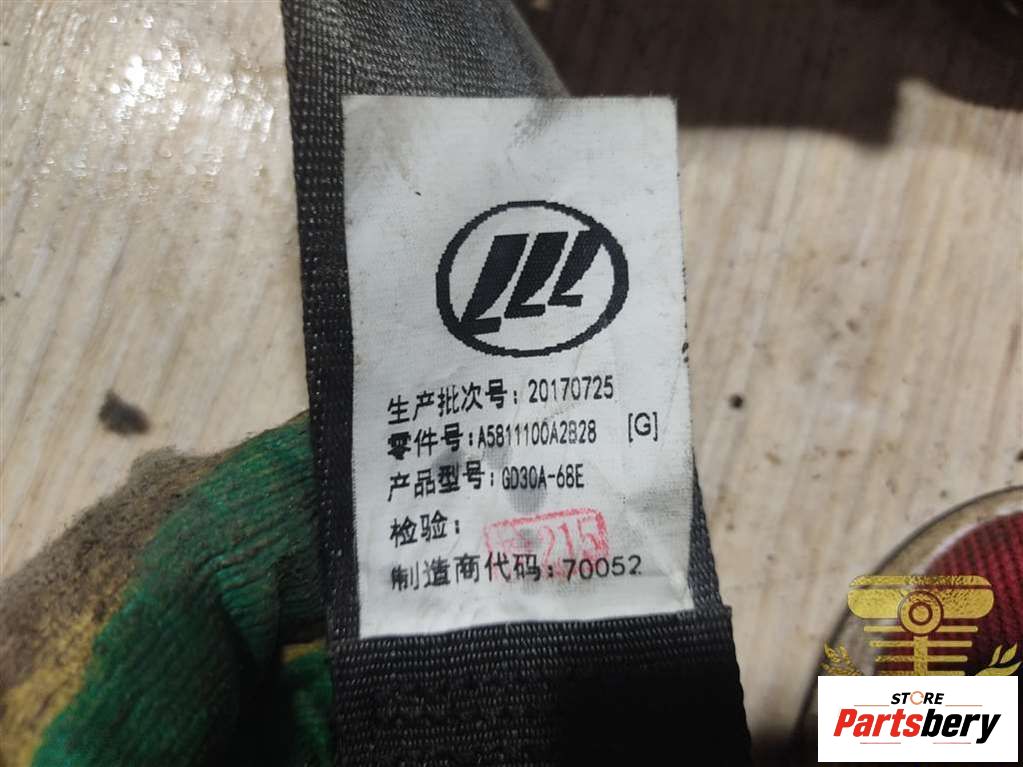 生产批次号: 20170725
零件号: A5811100A2B28 [G]
产品型号: GD30A-68E
检验:
215
制造商代码: 70052
STORE
Partsbery